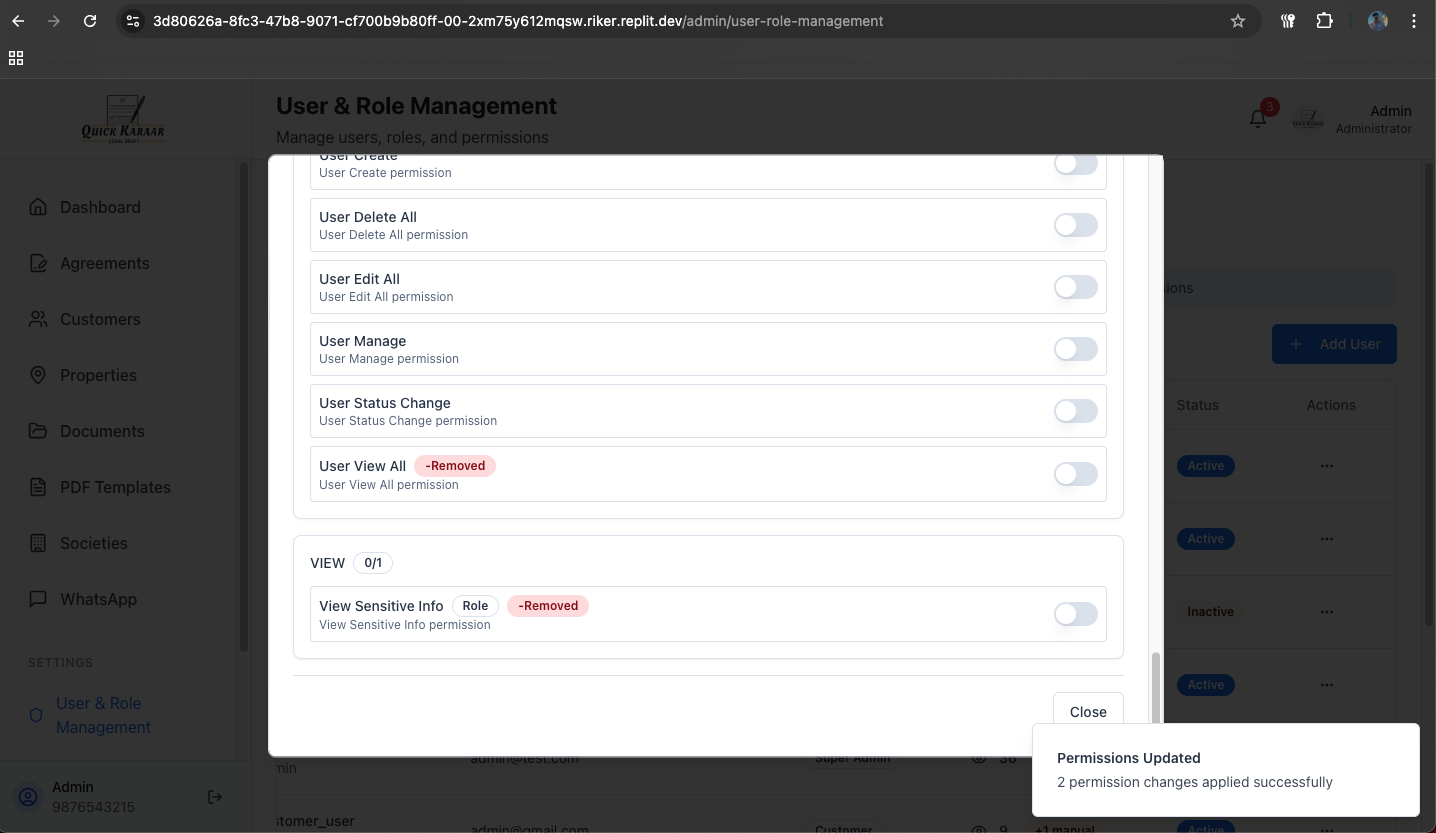 3d80626a-8fc3-47b8-9071-cf700b9b80ff-00-2xm75y612mqsw.riker.replit.dev/admin/user-role-management
QUICK KARAAR
LEGAL DRAFT
User & Role Management
Manage users, roles, and permissions
3
Admin
Administrator
Dashboard
Agreements
Customers
Properties
Documents
PDF Templates
Societies
WhatsApp
SETTINGS
User & Role
Management
Admin
9876543215
User Create
User Create permission
User Delete All
User Delete All permission
User Edit All
User Edit All permission
User Manage
User Manage permission
User Status Change
User Status Change permission
User View All -Removed
User View All permission
VIEW 0/1
View Sensitive Info Role -Removed
View Sensitive Info permission
Close
+ Add User
Status Actions
Active
Active
Inactive
Active
admin@test.com Super Admin 36
admin@gmail.com Customer 9 +1 manual Active
Permissions Updated
2 permission changes applied successfully